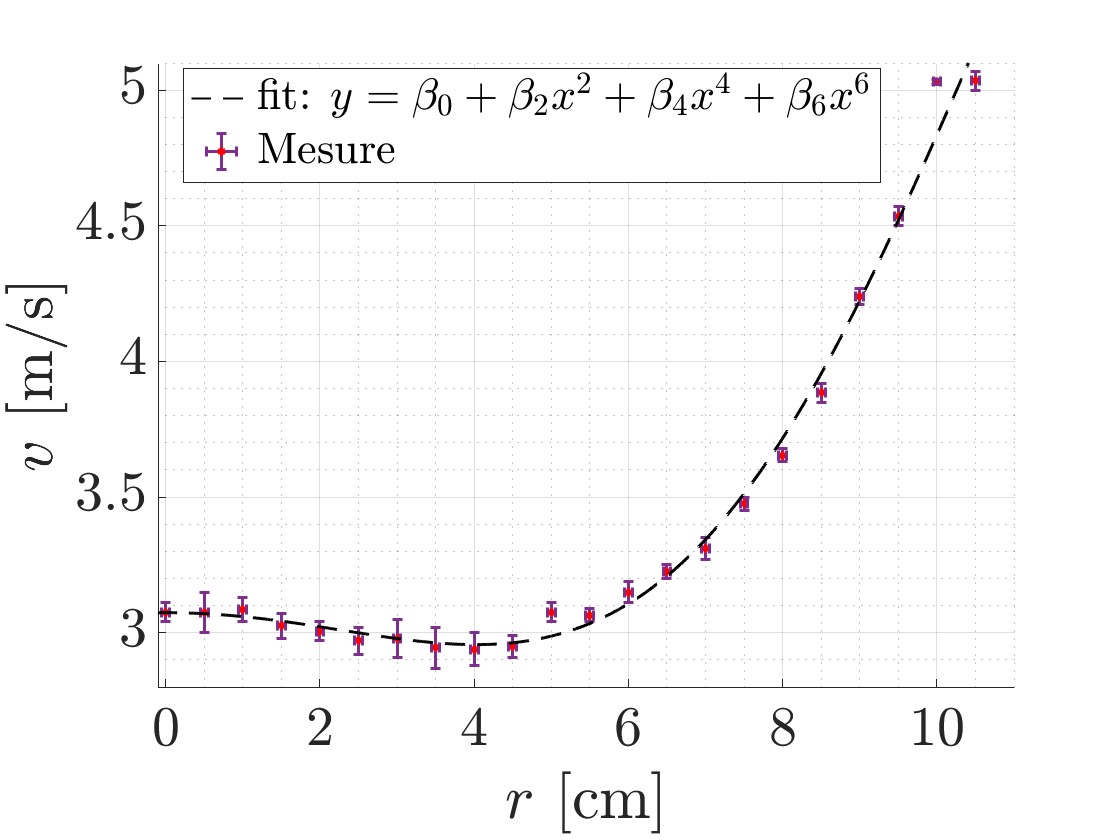 fit: y = β₀ + β₂x² + β₄x⁴ + β₆x⁶
Mesure
5
4.5
4
3.5
3
v [m/s]
0 2 4 6 8 10
r [cm]